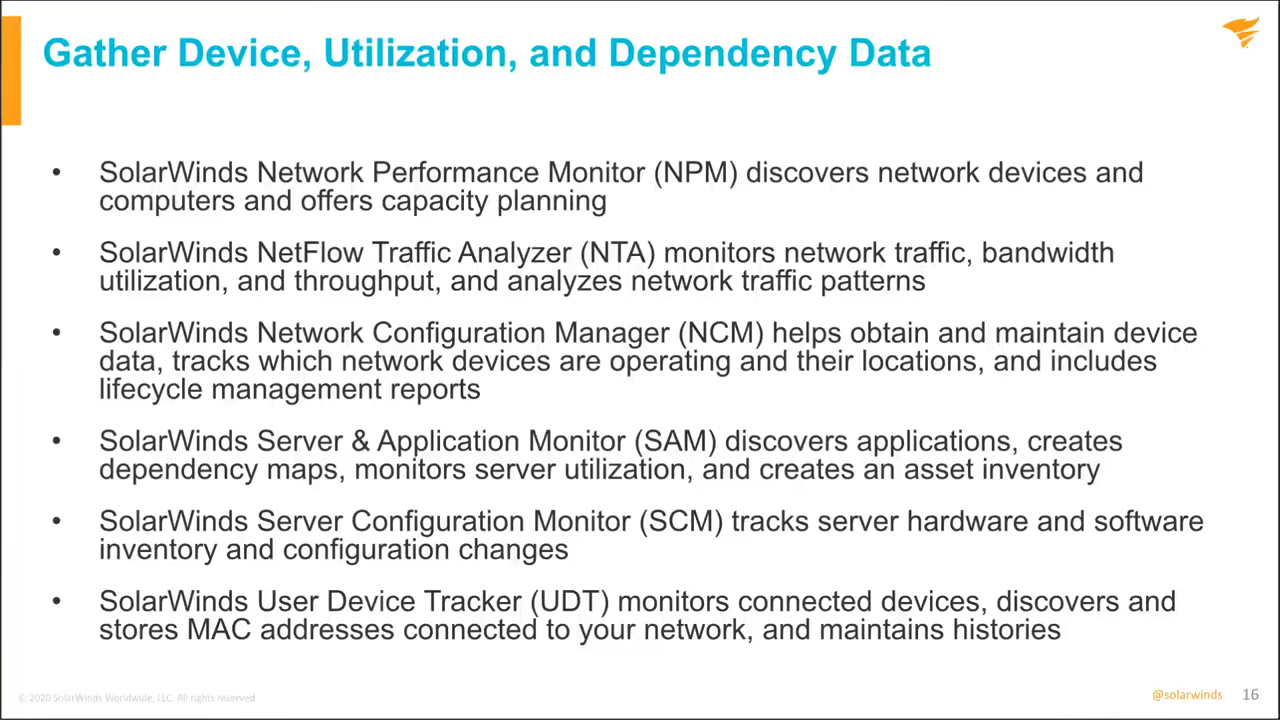 Gather Device, Utilization, and Dependency Data
• SolarWinds Network Performance Monitor (NPM) discovers network devices and
computers and offers capacity planning
• SolarWinds NetFlow Traffic Analyzer (NTA) monitors network traffic, bandwidth
utilization, and throughput, and analyzes network traffic patterns
• SolarWinds Network Configuration Manager (NCM) helps obtain and maintain device
data, tracks which network devices are operating and their locations, and includes
lifecycle management reports
• SolarWinds Server & Application Monitor (SAM) discovers applications, creates
dependency maps, monitors server utilization, and creates an asset inventory
• SolarWinds Server Configuration Monitor (SCM) tracks server hardware and software
inventory and configuration changes
• SolarWinds User Device Tracker (UDT) monitors connected devices, discovers and
stores MAC addresses connected to your network, and maintains histories
© 2020 SolarWinds Worldwide, LLC. All rights reserved
@solarwinds 16